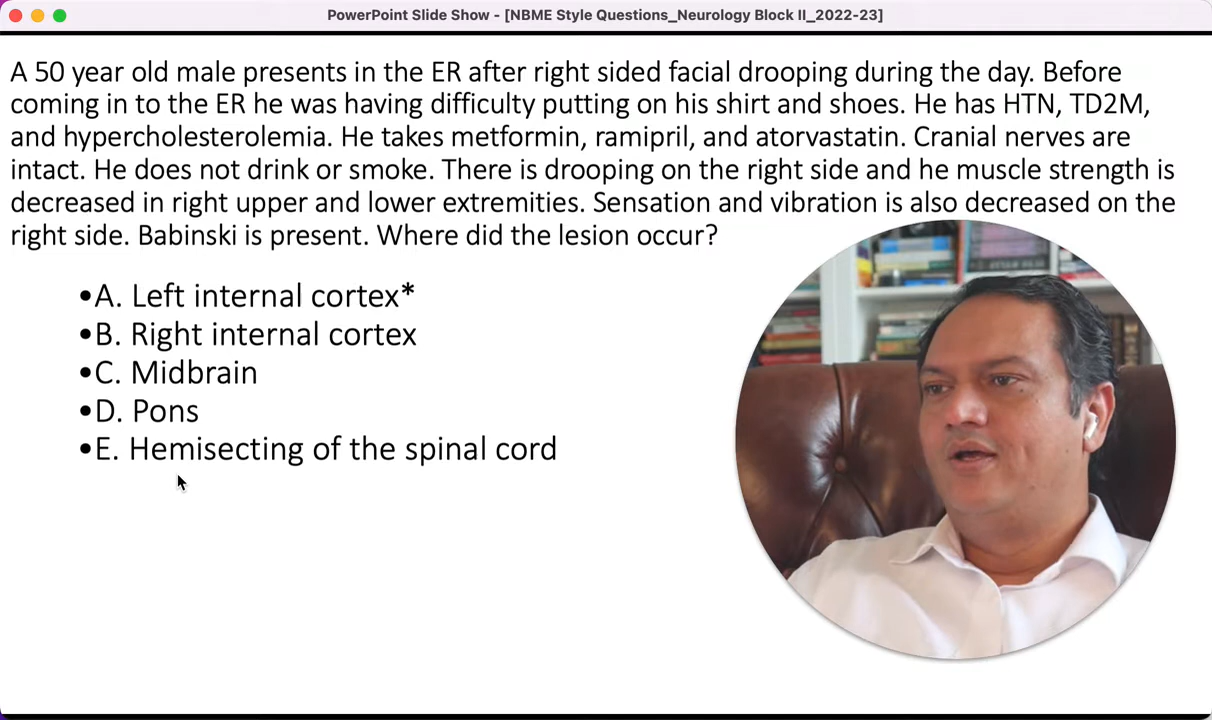 PowerPoint Slide Show - [NBME Style Questions_Neurology Block II_2022-23]
A 50 year old male presents in the ER after right sided facial drooping during the day. Before
coming in to the ER he was having difficulty putting on his shirt and shoes. He has HTN, TD2M,
and hypercholesterolemia. He takes metformin, ramipril, and atorvastatin. Cranial nerves are
intact. He does not drink or smoke. There is drooping on the right side and he muscle strength is
decreased in right upper and lower extremities. Sensation and vibration is also decreased on the
right side. Babinski is present. Where did the lesion occur?
•A. Left internal cortex*
•B. Right internal cortex
•C. Midbrain
•D. Pons
•E. Hemisecting of the spinal cord